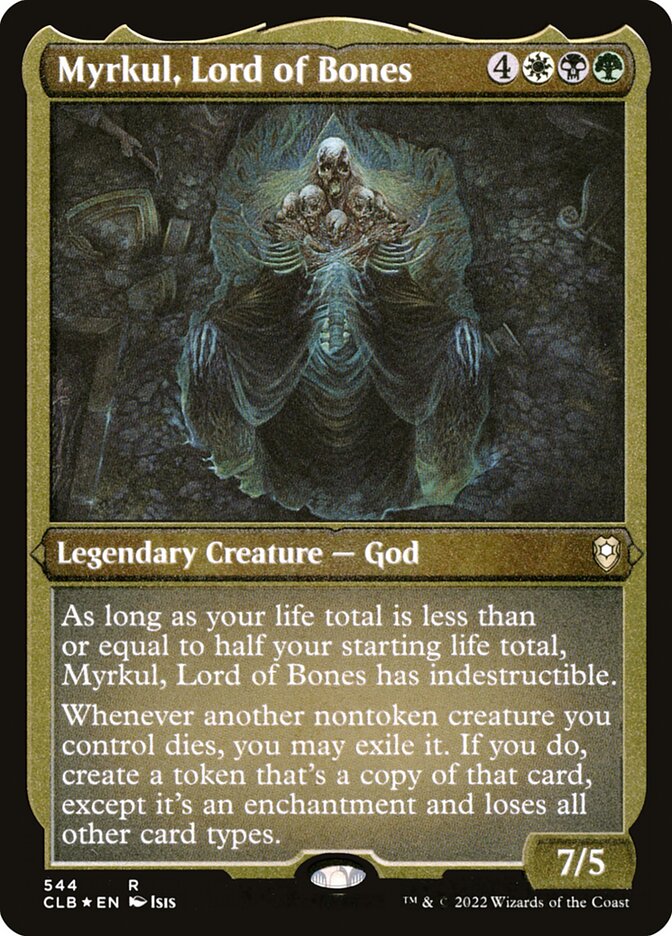 Myrkul, Lord of Bones 4
Legendary Creature — God
As long as your life total is less than
or equal to half your starting life total,
Myrkul, Lord of Bones has indestructible.
Whenever another nontoken creature you
control dies, you may exile it. If you do,
create a token that's a copy of that card,
except it's an enchantment and loses all
other card types.
7/5
544 R
CLB★EN Isis
™ & © 2022 Wizards of the Coast